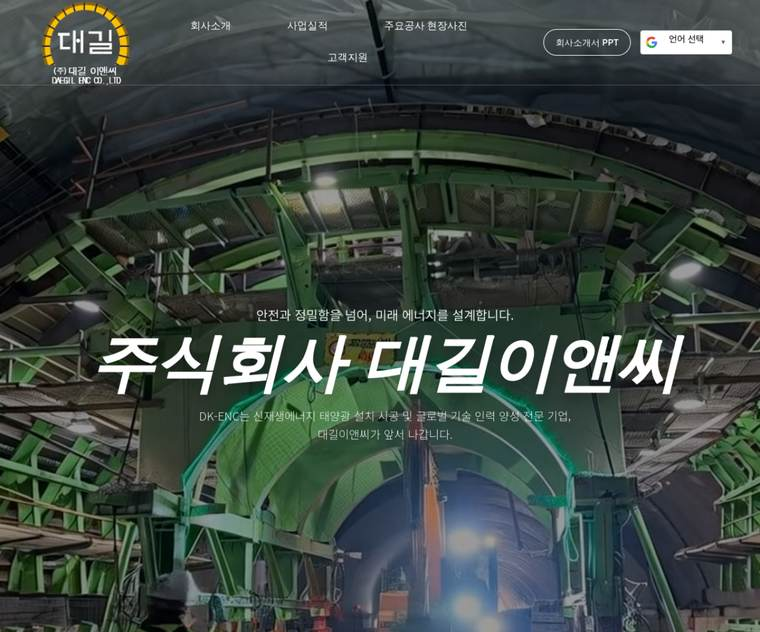 대길
(주) 대길 이앤씨
DAEGIL ENC CO.,LTD
회사소개
사업실적
주요공사 현장사진
고객지원
회사소개서 PPT
언어 선택
안전과 정밀함을 넘어, 미래 에너지를 설계합니다.
주식회사 대길이앤씨
DK-ENC는 신재생에너지 태양광 설치 시공 및 글로벌 기술 인력 양성 전문 기업,
대길이앤씨가 앞서 나갑니다.